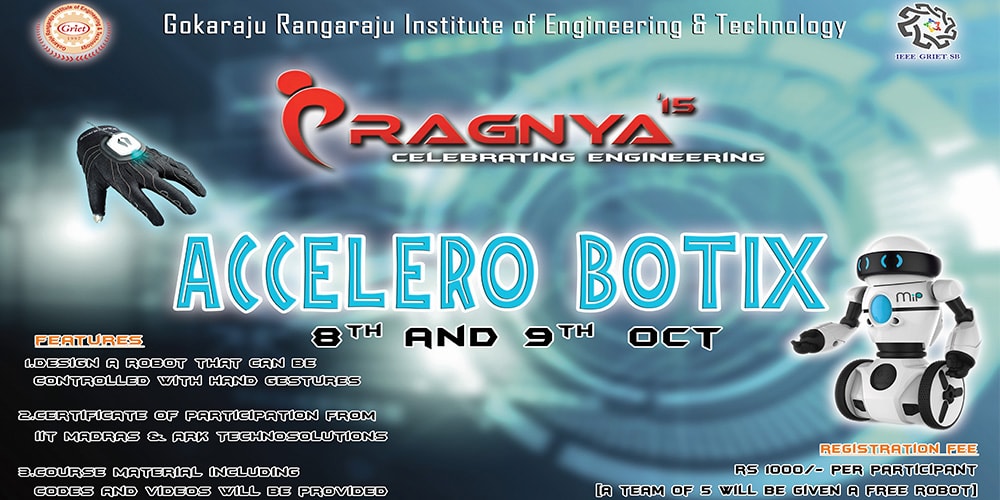 Gokaraju Rangaraju Institute of Engineering & Technology
Griet
IEEE GRIET SB
PRAGNYA '15
CELEBRATING ENGINEERING
ACCELERO BOTIX
8TH AND 9TH OCT
MiP
FEATURES
1.DESIGN A ROBOT THAT CAN BE
CONTROLLED WITH HAND GESTURES
2.CERTIFICATE OF PARTICIPATION FROM
IIT MADRAS & ARK TECHNOSOLUTIONS
3.COURSE MATERIAL INCLUDING
CODES AND VIDEOS WILL BE PROVIDED
REGISTRATION FEE
RS 1000/- PER PARTICIPANT
[A TEAM OF 5 WILL BE GIVEN A FREE ROBOT]